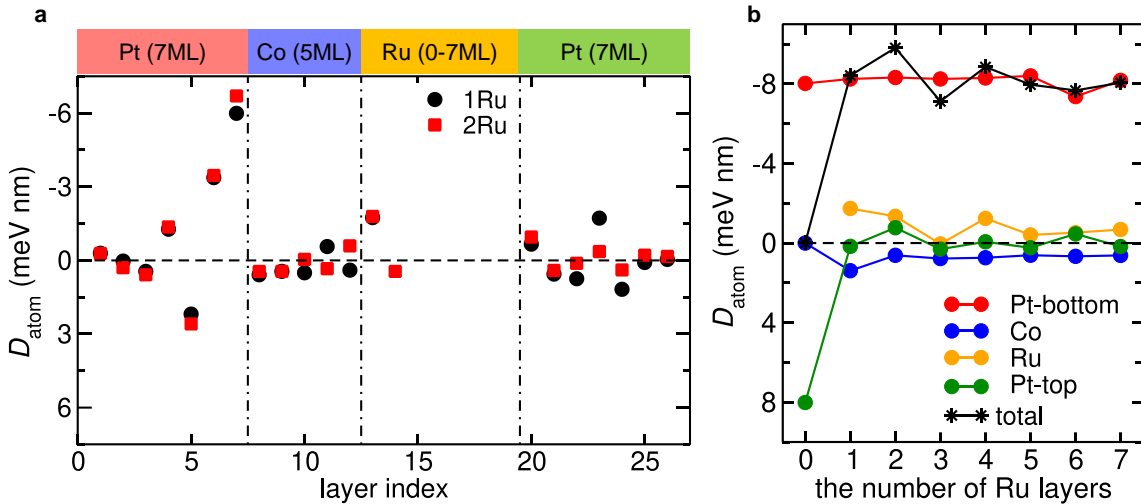 a
Pt (7ML) Co (5ML) Ru (0-7ML) Pt (7ML)
1Ru
2Ru
-6
-3
0
3
6
D_atom (meV nm)
0 5 10 15 20 25
layer index
b
-8
-4
0
4
8
D_atom (meV nm)
Pt-bottom
Co
Ru
Pt-top
total
0 1 2 3 4 5 6 7
the number of Ru layers